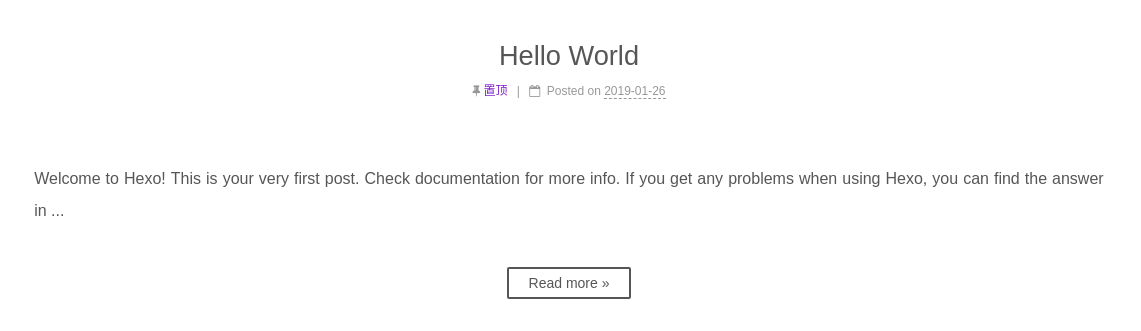 Hello World
置顶 | Posted on 2019-01-26
Welcome to Hexo! This is your very first post. Check documentation for more info. If you get any problems when using Hexo, you can find the answer
in ...
Read more »